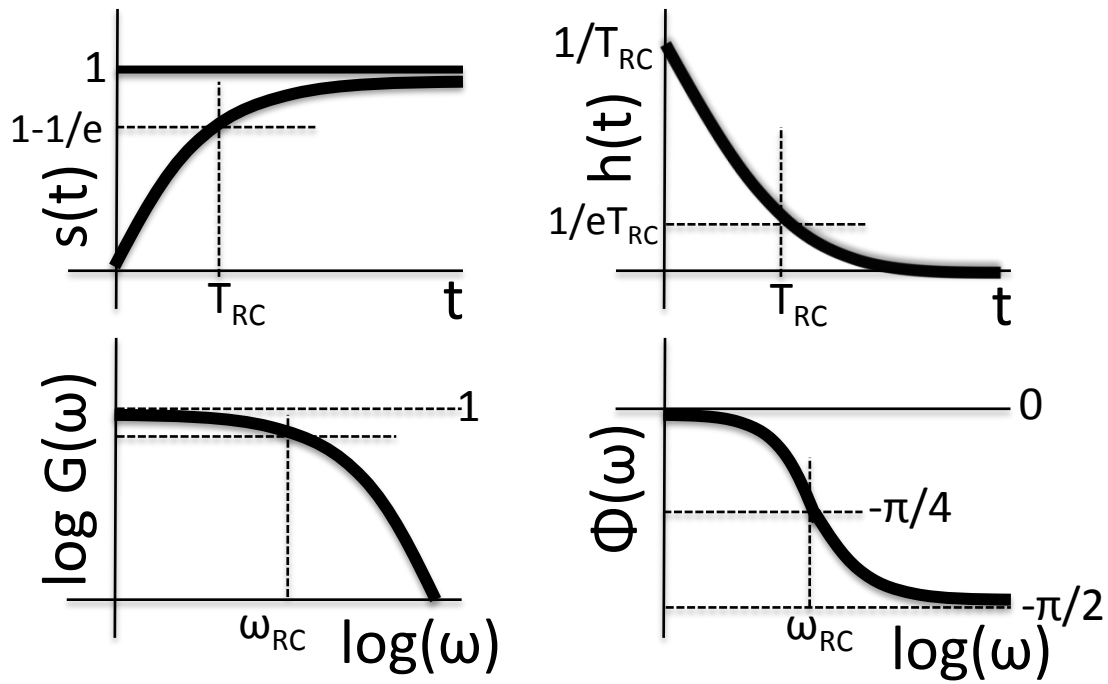 1
1-1/e
s(t)
T_RC
t
1/T_RC
h(t)
1/eT_RC
T_RC
t
log G(ω)
1
ω_RC
log(ω)
Φ(ω)
0
-π/4
-π/2
ω_RC
log(ω)